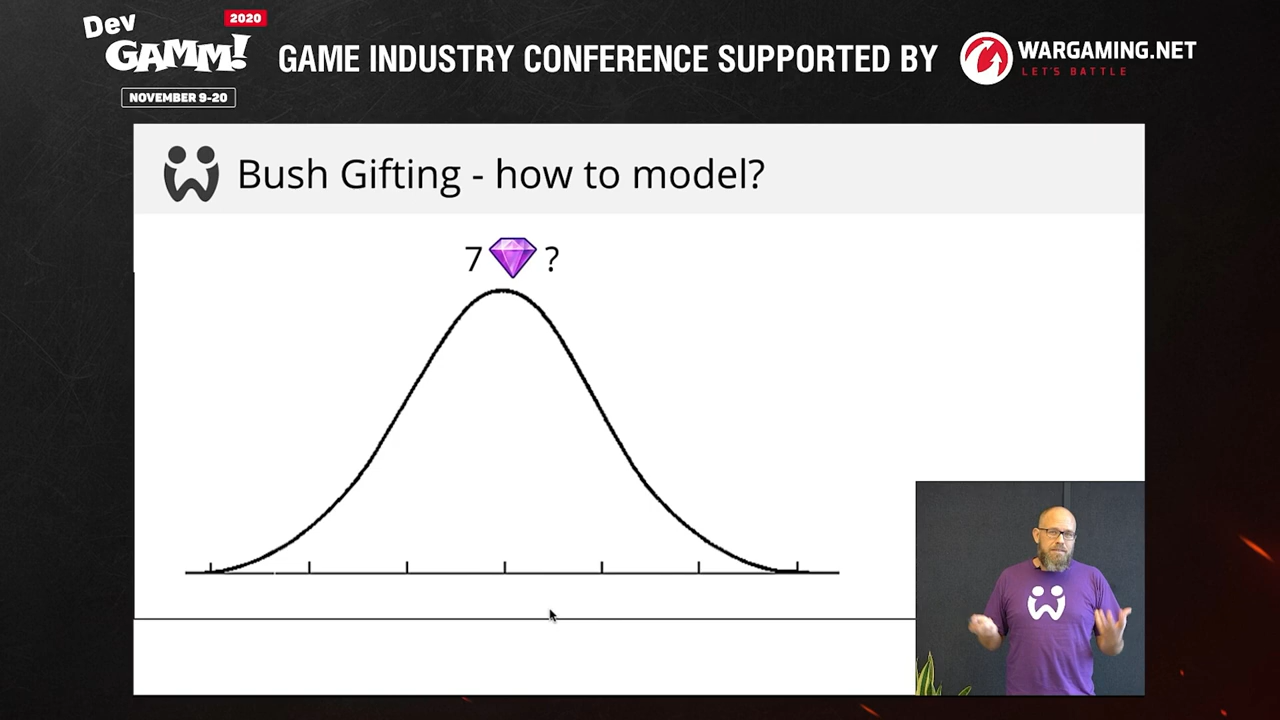 Dev
GAMM!
2020
NOVEMBER 9-20
GAME INDUSTRY CONFERENCE SUPPORTED BY
WARGAMING.NET
LET'S BATTLE
Bush Gifting - how to model?
7 ?